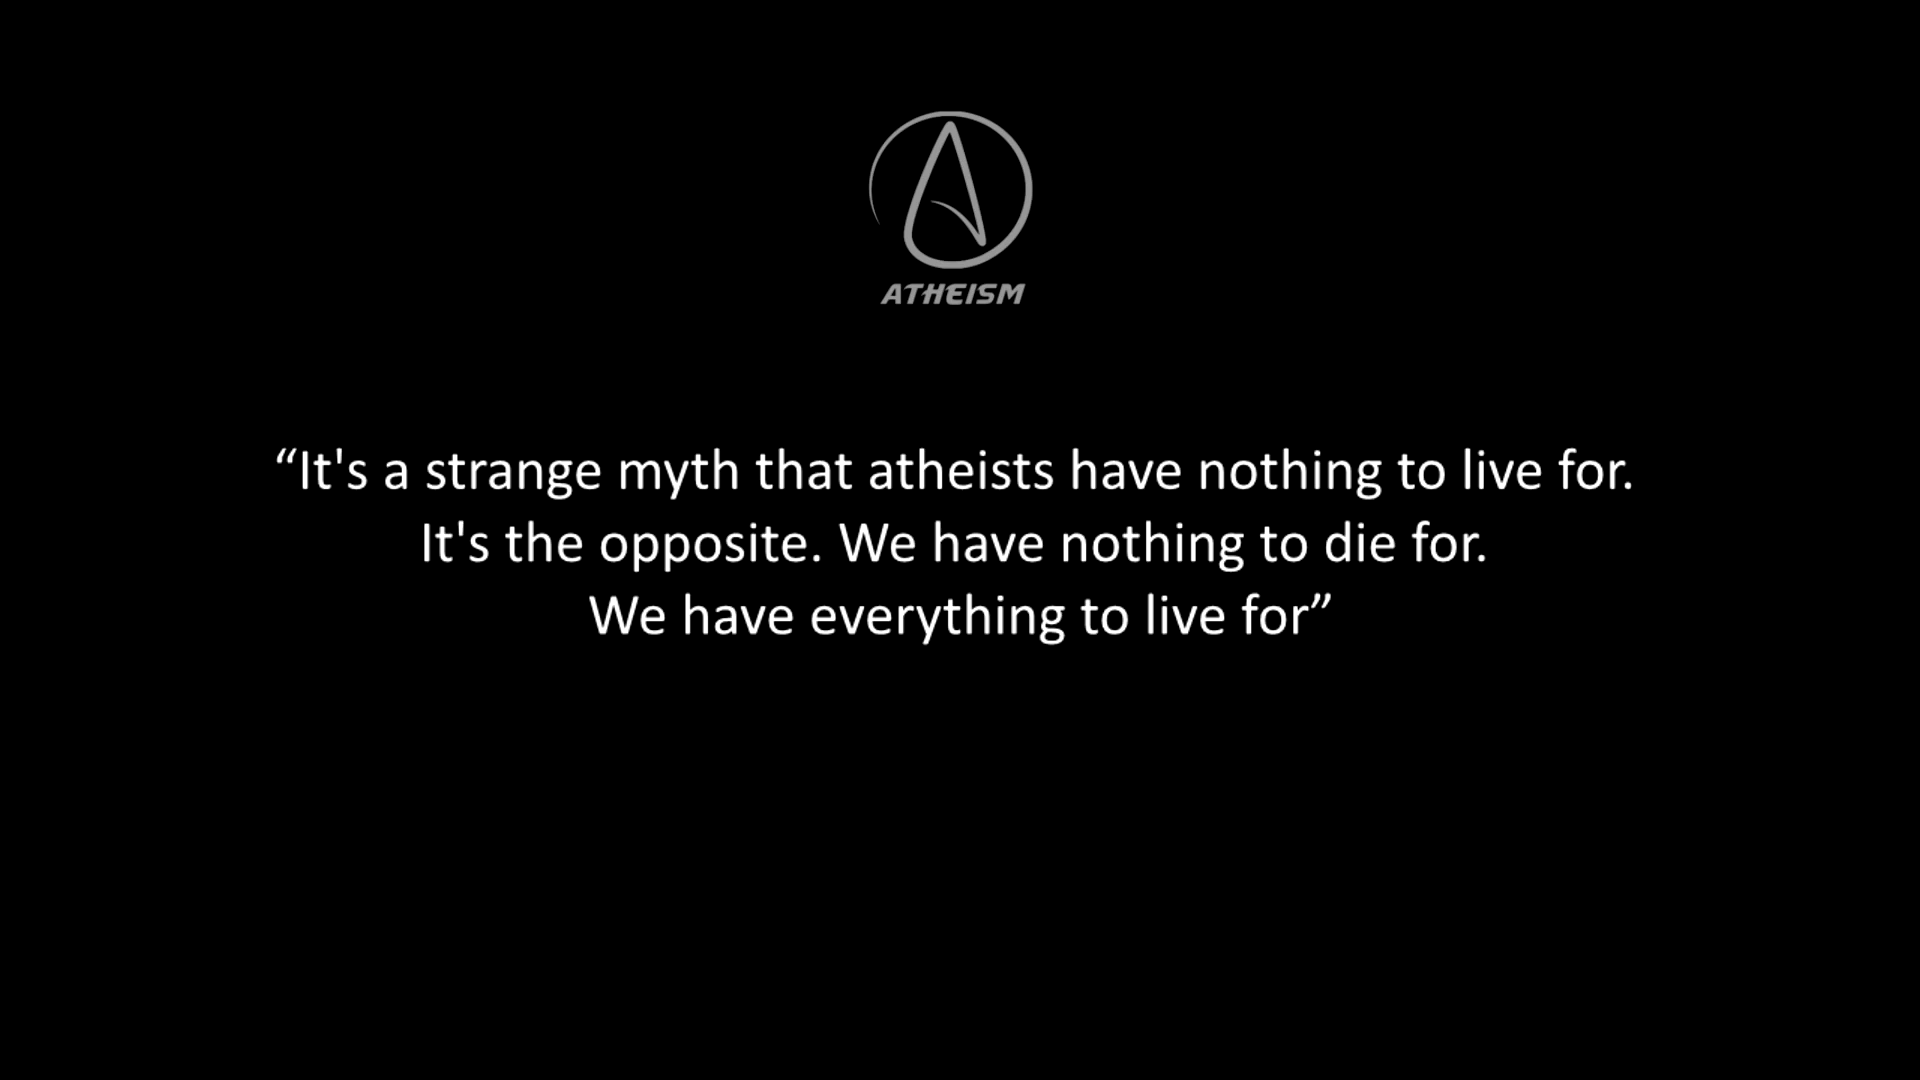 ATHEISM
“It's a strange myth that atheists have nothing to live for.
It's the opposite. We have nothing to die for.
We have everything to live for”